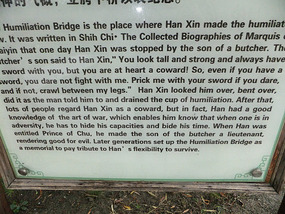 Humiliation Bridge is the place where Han Xin made the humiliat
w. It was written in Shih Chi· The Collected Biographies of Marquis o
aiyin that one day Han Xin was stopped by the son of a butcher. The
tcher's son said to Han Xin," You look tall and strong and always have
sword with you, but you are at heart a coward! So, even if you have a
word, you dare not fight with me. Prick me with your sword if you dare,
and if not, crawl between my legs." Han Xin looked him over, bent over,
did it as the man told him to and drained the cup of humiliation. After that,
lots of people regard Han Xin as a coward, but in fact, Han had a good
knowledge of the art of war, which enables him know that when one is in
adversity, he has to hide his capacities and bide his time. When Han was
entitled Prince of Chu, he made the son of the butcher a lieutenant,
rendering good for evil. Later generations set up the Humiliation Bridge as
a memorial to pay tribute to Han's flexibility to survive.